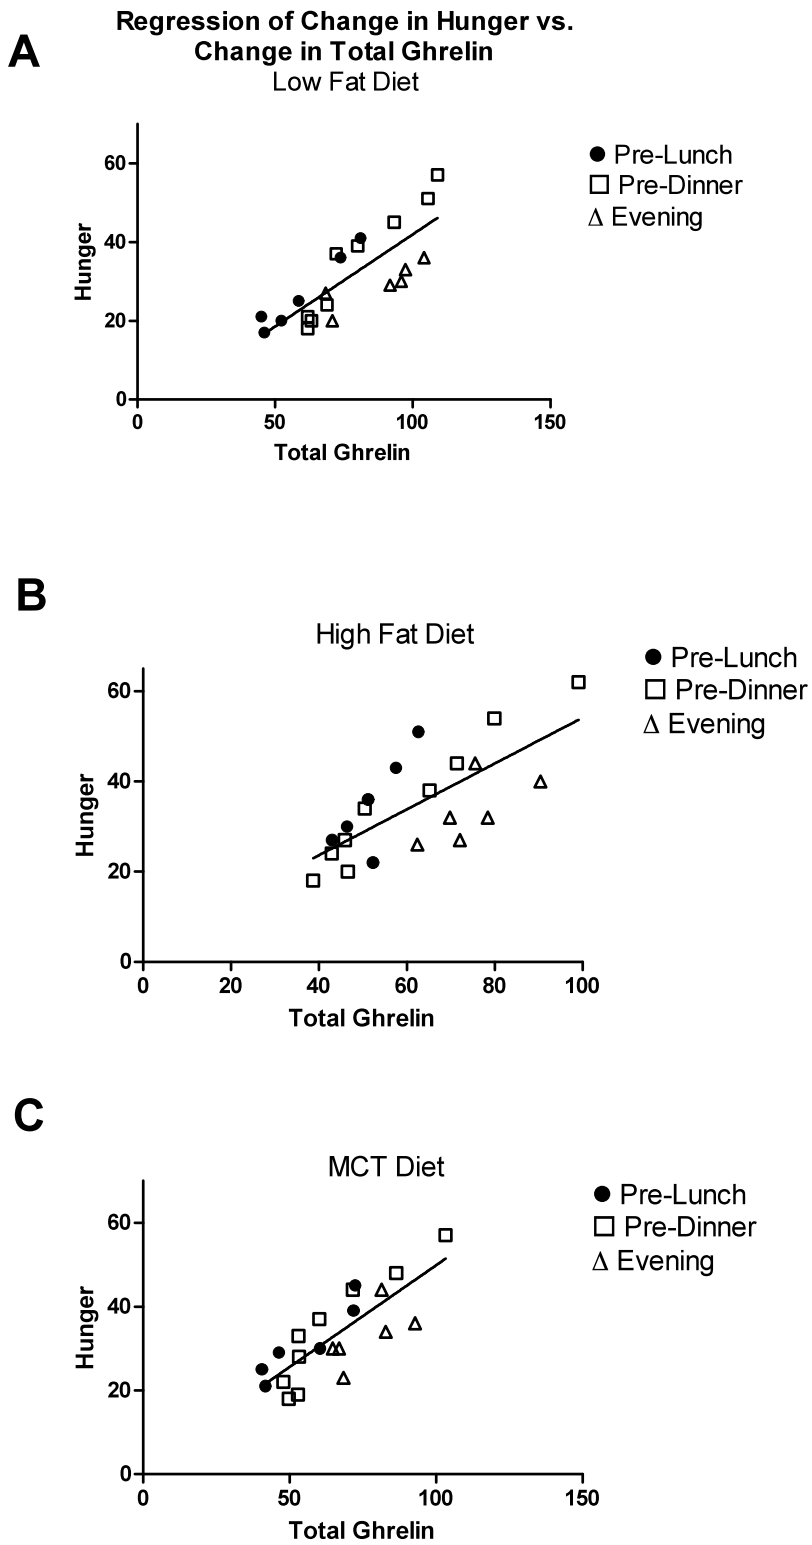 A
Regression of Change in Hunger vs.
Change in Total Ghrelin
Low Fat Diet
Pre-Lunch
Pre-Dinner
Evening
60
40
20
0
Hunger
0 50 100 150
Total Ghrelin
B
High Fat Diet
Pre-Lunch
Pre-Dinner
Evening
60
40
20
0
Hunger
0 20 40 60 80 100
Total Ghrelin
C
MCT Diet
Pre-Lunch
Pre-Dinner
Evening
60
40
20
0
Hunger
0 50 100 150
Total Ghrelin